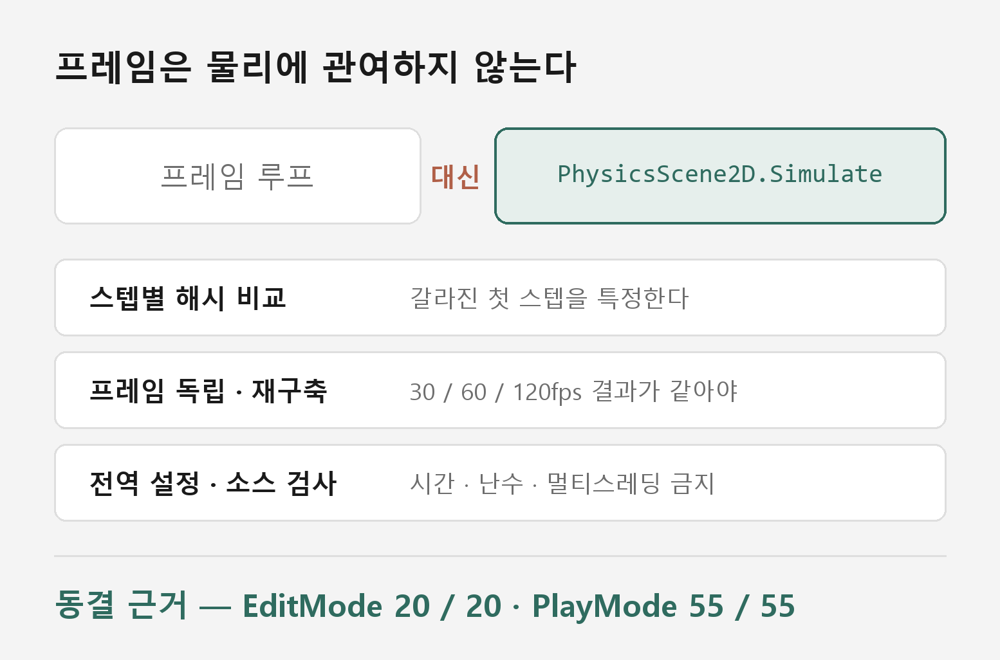 프레임은 물리에 관여하지 않는다
프레임 루프 대신 PhysicsScene2D.Simulate
스텝별 해시 비교 갈라진 첫 스텝을 특정한다
프레임 독립 · 재구축 30 / 60 / 120fps 결과가 같아야
전역 설정 · 소스 검사 시간 · 난수 · 멀티스레딩 금지
동결 근거 — EditMode 20 / 20 · PlayMode 55 / 55